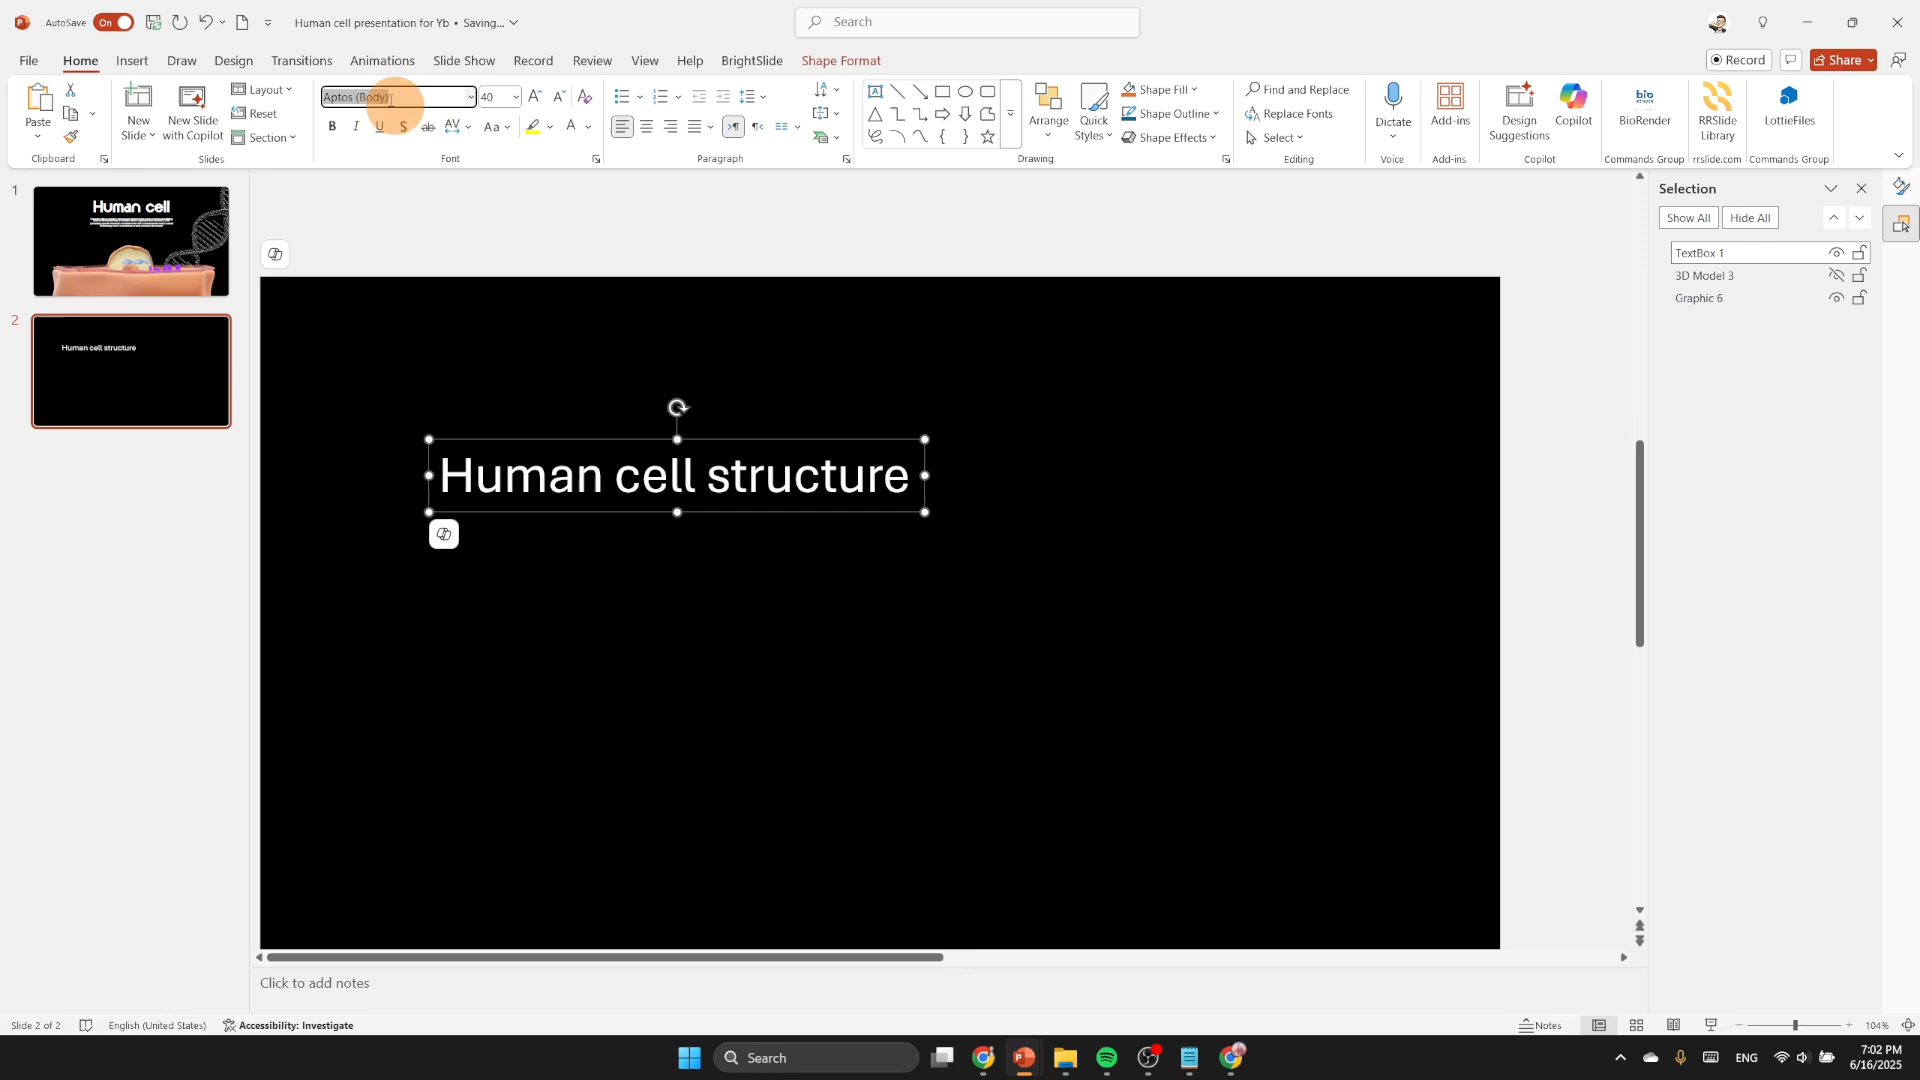 AutoSave On Human cell presentation for Yb • Saving... Search
File Home Insert Draw Design Transitions Animations Slide Show Record Review View Help BrightSlide Shape Format Record Share
Paste New Slide New Slide with Copilot Layout Reset Section
Aptos (Body) 40
Arrange Quick Styles Shape Fill Shape Outline Shape Effects
Find and Replace Replace Fonts Select
Dictate Add-ins Design Suggestions Copilot BioRender RRSlide Library LottieFiles
Clipboard Slides Font Paragraph Drawing Editing Voice Add-ins Copilot Commands Group rrslide.com Commands Group
1
Human cell
2
Human cell structure
Human cell structure
Selection
Show All Hide All
TextBox 1
3D Model 3
Graphic 6
Click to add notes
Slide 2 of 2 English (United States) Accessibility: Investigate Notes 104%
Search ENG 7:02 PM
6/16/2025